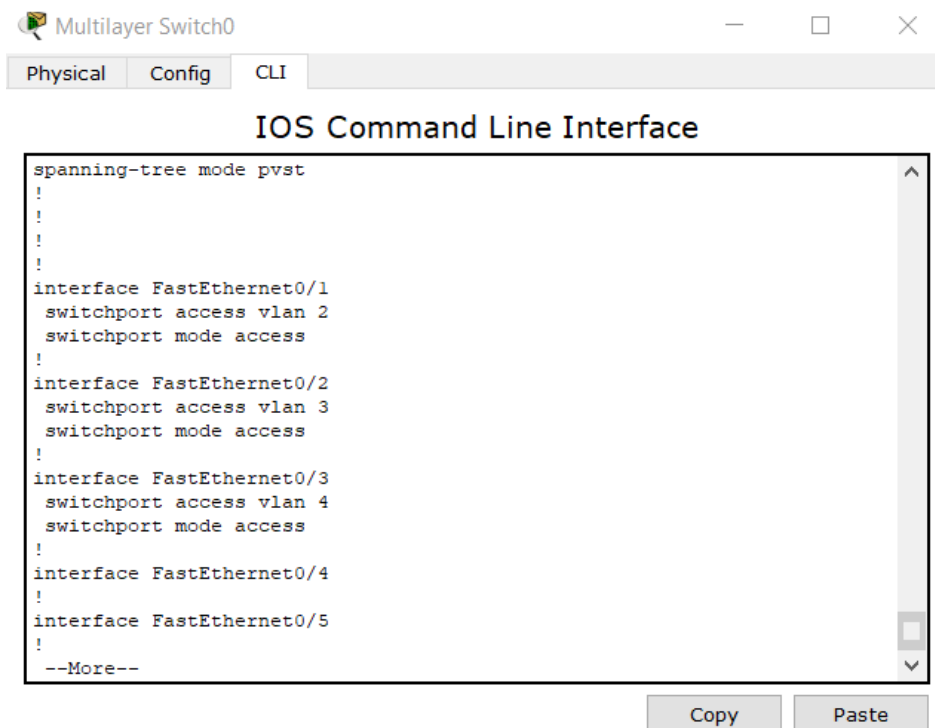 Multilayer Switch0
Physical Config CLI
IOS Command Line Interface
spanning-tree mode pvst
!
!
!
!
interface FastEthernet0/1
 switchport access vlan 2
 switchport mode access
!
interface FastEthernet0/2
 switchport access vlan 3
 switchport mode access
!
interface FastEthernet0/3
 switchport access vlan 4
 switchport mode access
!
interface FastEthernet0/4
!
interface FastEthernet0/5
!
 --More--
Copy Paste